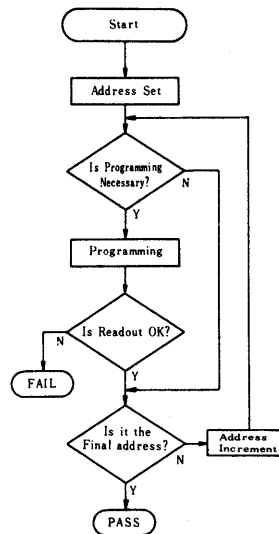 Start
Address Set
Is Programming
Necessary?
N
Y
Programming
Is Readout OK?
N
FAIL
Y
Is it the
Final address?
N
Address
Increment
Y
PASS